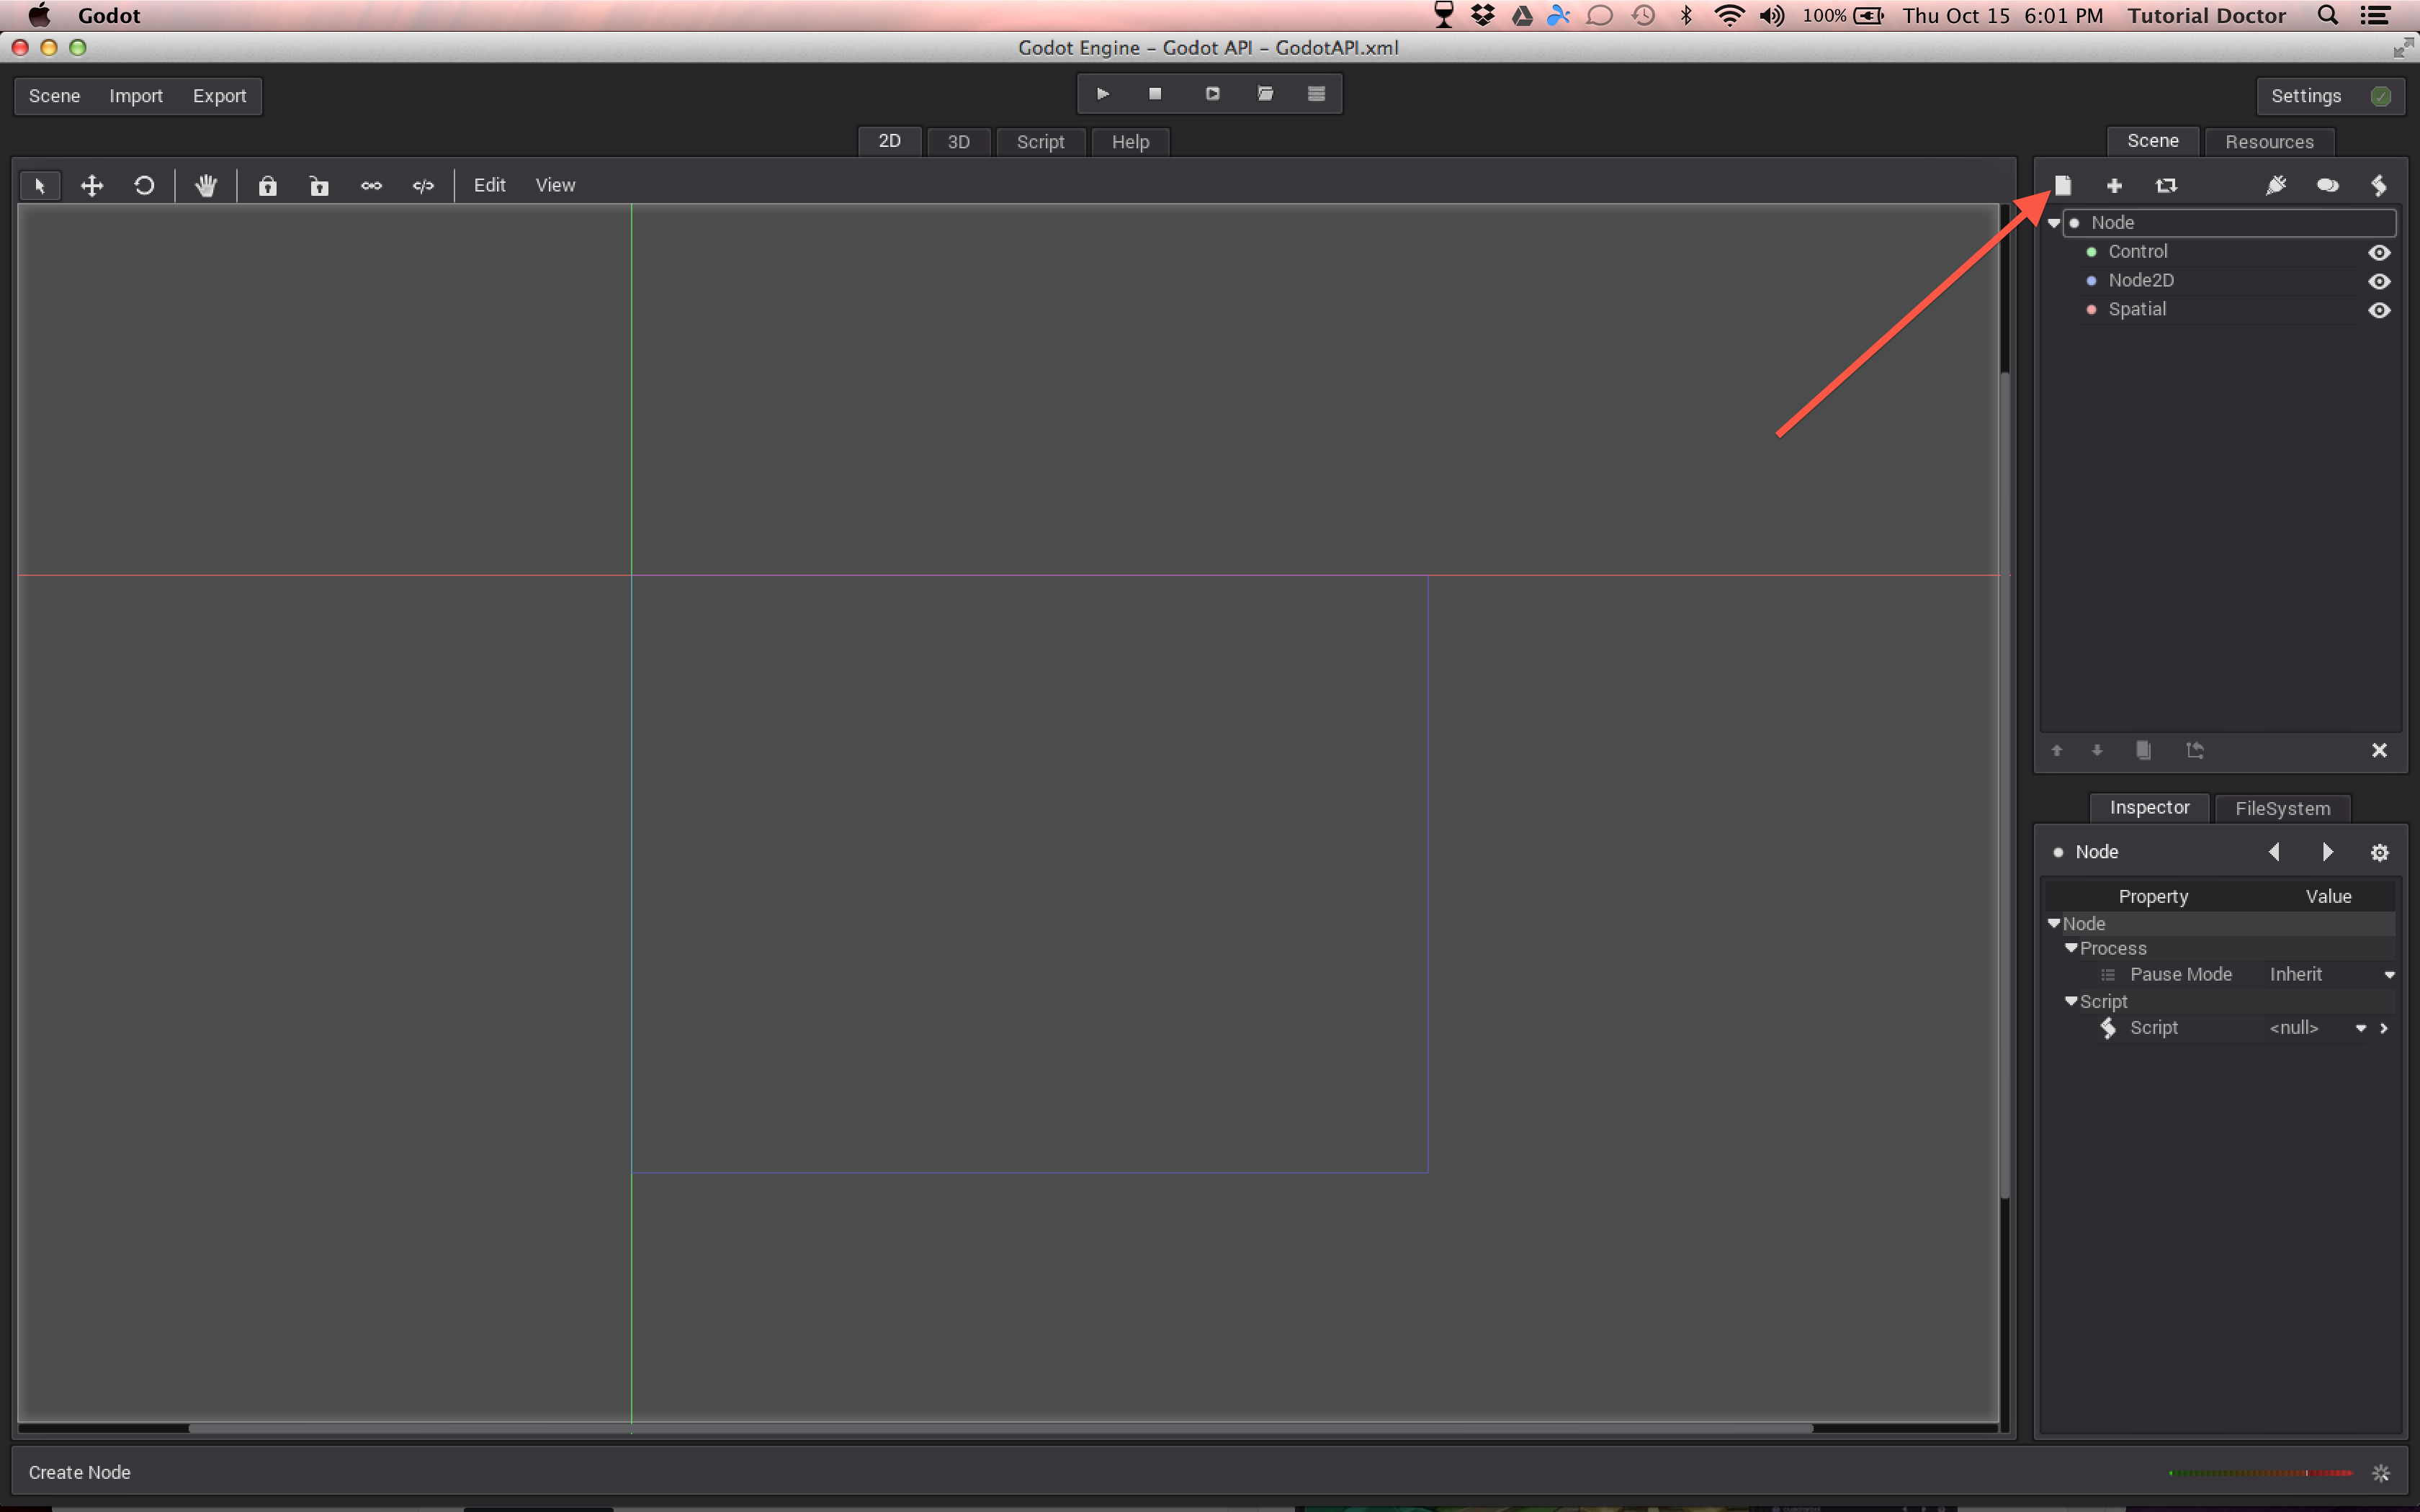 Godot 100% Thu Oct 15 6:01 PM Tutorial Doctor
Godot Engine – Godot API – GodotAPI.xml
Scene Import Export Settings
2D 3D Script Help Scene Resources
Edit View
Node
Control
Node2D
Spatial
Inspector FileSystem
Node
Property Value
Node
Process
Pause Mode Inherit
Script
Script <null>
Create Node